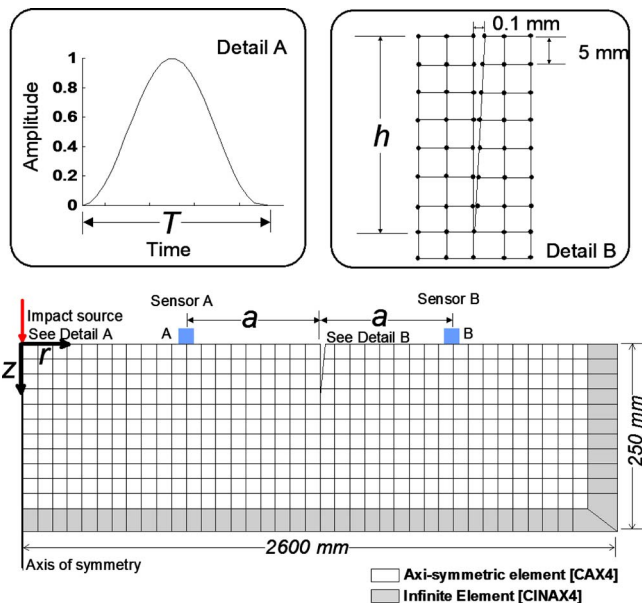 Detail A
Amplitude
1
0.8
0.6
0.4
0.2
0
T
Time
0.1 mm
5 mm
h
Detail B
Impact source
See Detail A
Sensor A
A
a
a
See Detail B
Sensor B
B
r
z
250 mm
2600 mm
Axis of symmetry
Axi-symmetric element [CAX4]
Infinite Element [CINAX4]